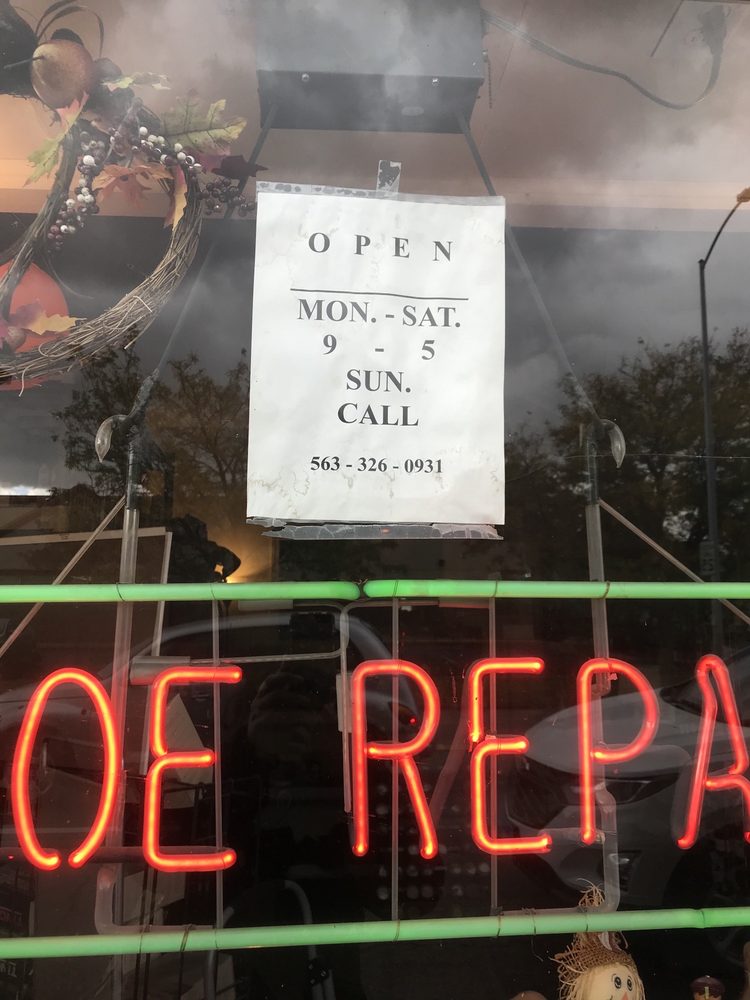 OPEN
MON. - SAT.
9 - 5
SUN.
CALL
563 - 326 - 0931
OE REPA